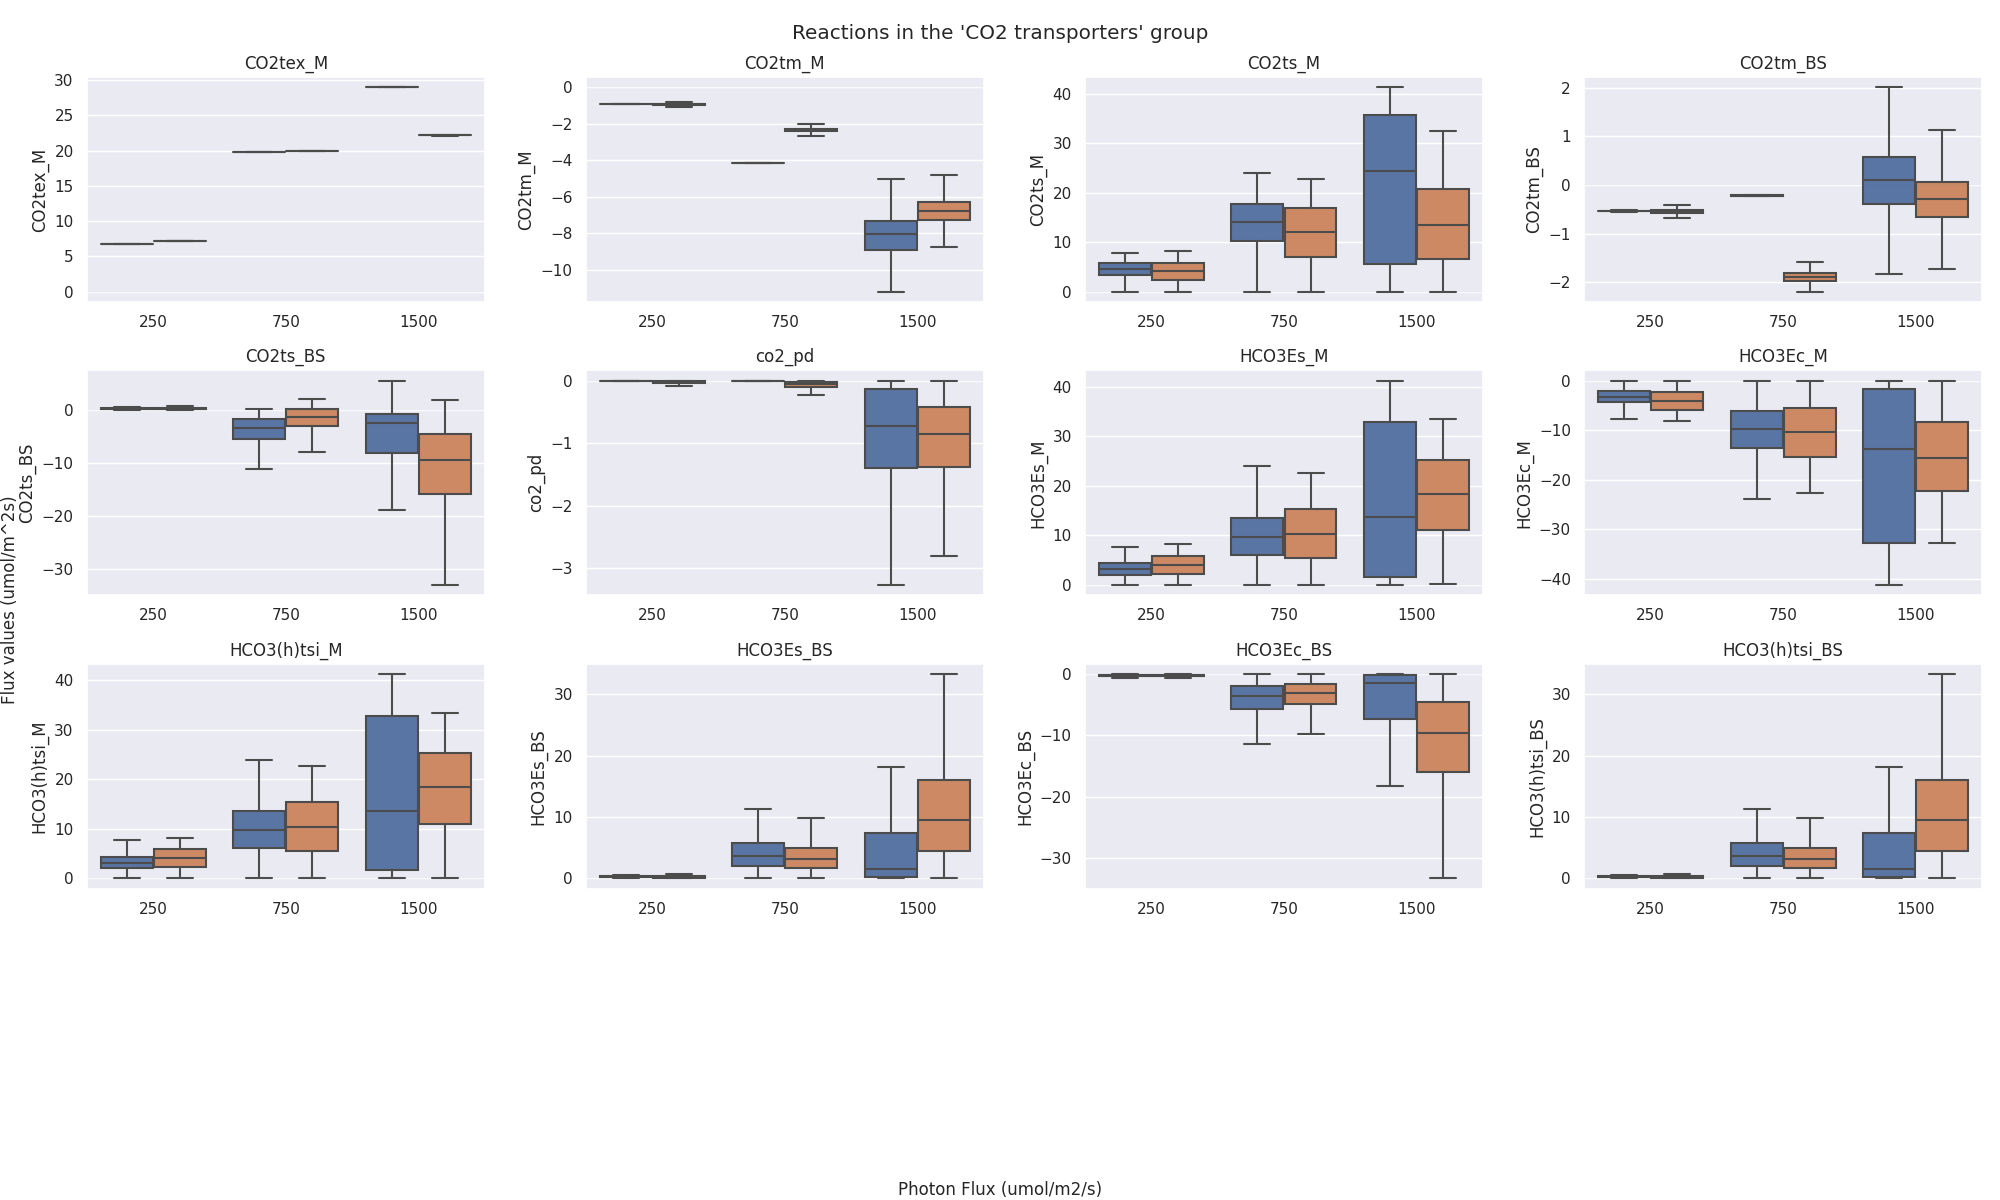 Reactions in the 'CO2 transporters' group
CO2tex_M
CO2tm_M
CO2ts_M
CO2tm_BS
CO2tex_M
30
25
20
15
10
5
0
250 750 1500
CO2tm_M
0
−2
−4
−6
−8
−10
250 750 1500
CO2ts_M
40
30
20
10
0
250 750 1500
CO2tm_BS
2
1
0
−1
−2
250 750 1500
CO2ts_BS
co2_pd
HCO3Es_M
HCO3Ec_M
Flux values (umol/m^2s)
CO2ts_BS
0
−10
−20
−30
250 750 1500
co2_pd
0
−1
−2
−3
250 750 1500
HCO3Es_M
40
30
20
10
0
250 750 1500
HCO3Ec_M
0
−10
−20
−30
−40
250 750 1500
HCO3(h)tsi_M
HCO3Es_BS
HCO3Ec_BS
HCO3(h)tsi_BS
HCO3(h)tsi_M
40
30
20
10
0
250 750 1500
HCO3Es_BS
30
20
10
0
250 750 1500
HCO3Ec_BS
0
−10
−20
−30
250 750 1500
HCO3(h)tsi_BS
30
20
10
0
250 750 1500
Photon Flux (umol/m2/s)